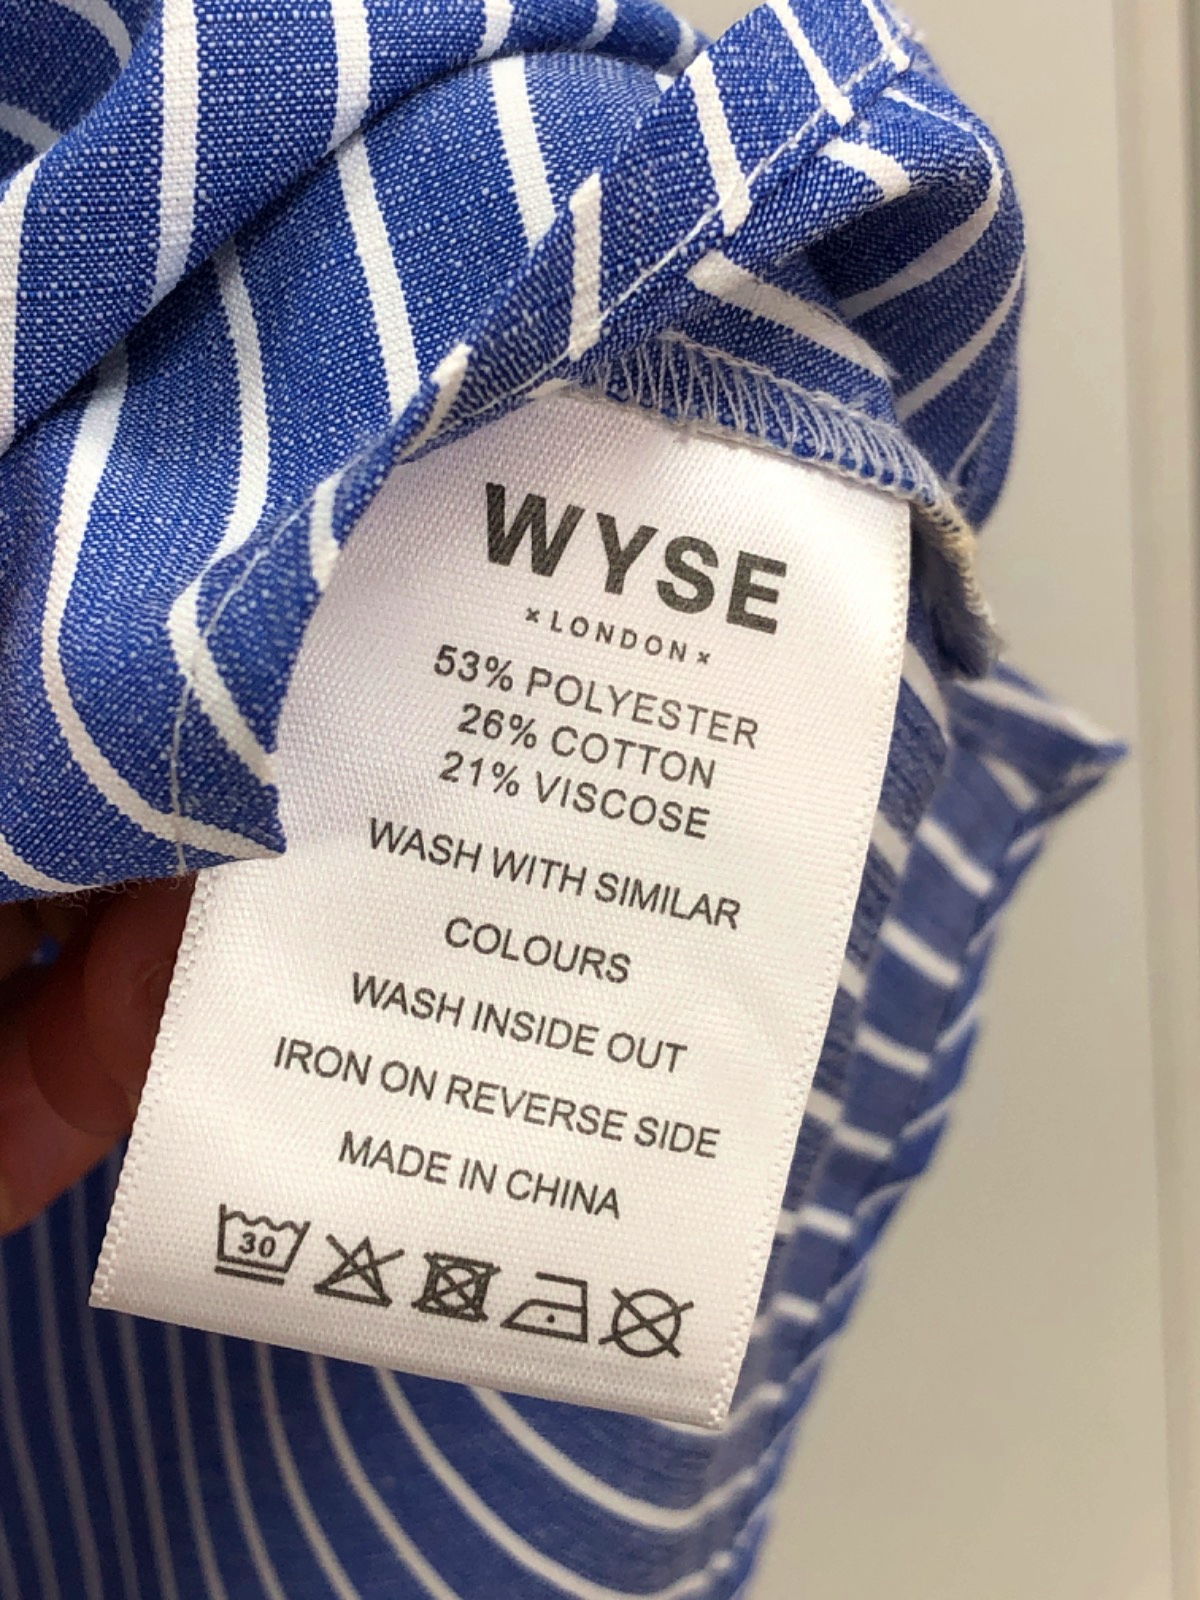 WYSE
×LONDON×
53% POLYESTER
26% COTTON
21% VISCOSE
WASH WITH SIMILAR
COLOURS
WASH INSIDE OUT
IRON ON REVERSE SIDE
MADE IN CHINA
30